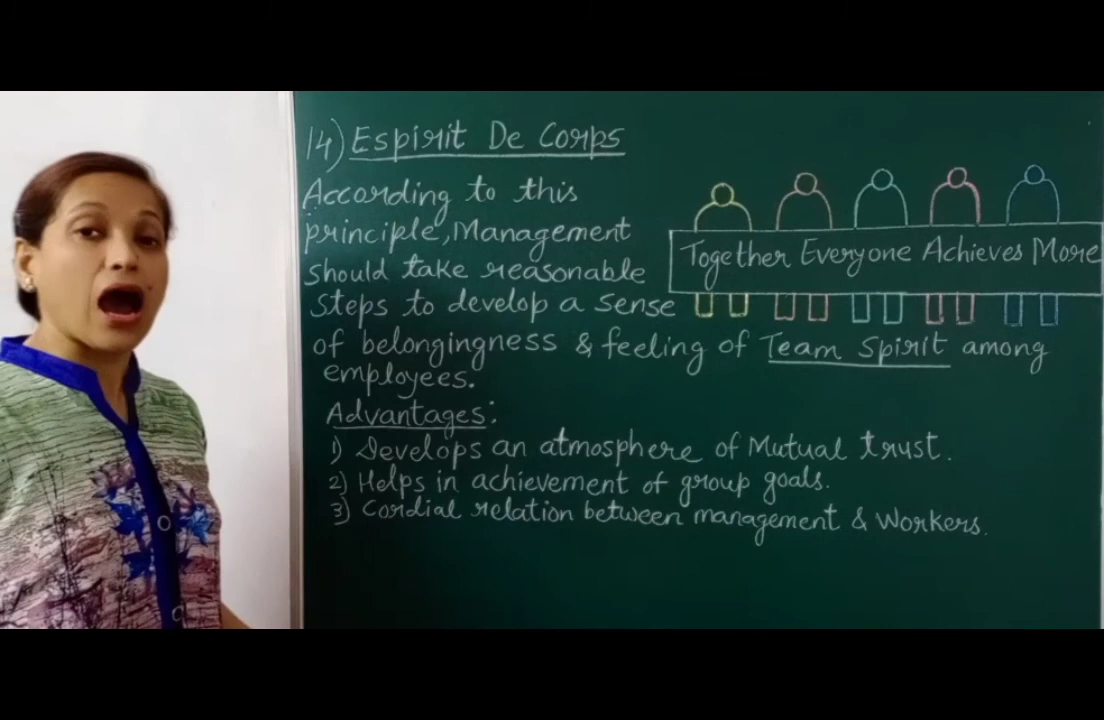 14) Espirit De Corps
According to this
principle, Management
should take reasonable
steps to develop a sense
of belongingness & feeling of Team Spirit among
employees.
Together Everyone Achieves More
Advantages:
1) Develops an atmosphere of Mutual trust.
2) Helps in achievement of group goals.
3) Cordial relation between management & Workers.